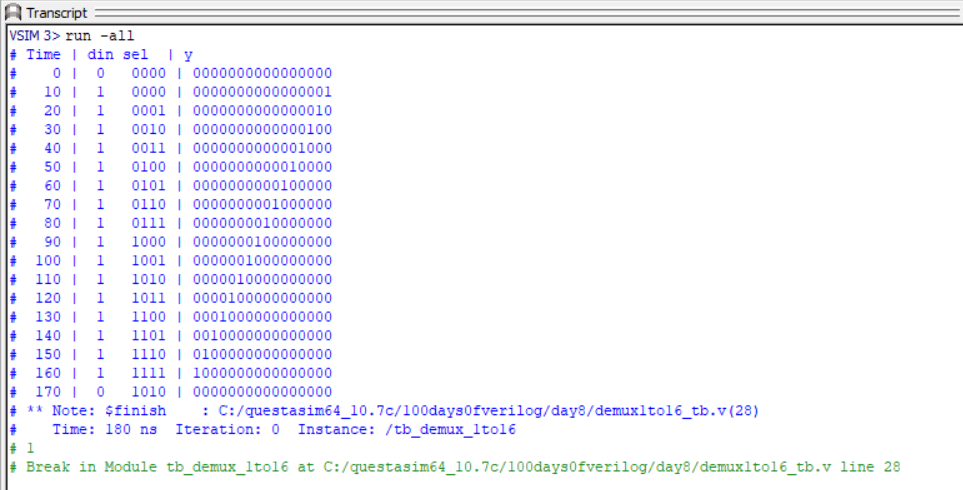 Transcript
VSIM 3> run -all
# Time | din sel  | y
#    0 |  0   0000 | 0000000000000000
#   10 |  1   0000 | 0000000000000001
#   20 |  1   0001 | 0000000000000010
#   30 |  1   0010 | 0000000000000100
#   40 |  1   0011 | 0000000000001000
#   50 |  1   0100 | 0000000000010000
#   60 |  1   0101 | 0000000000100000
#   70 |  1   0110 | 0000000001000000
#   80 |  1   0111 | 0000000010000000
#   90 |  1   1000 | 0000000100000000
#  100 |  1   1001 | 0000001000000000
#  110 |  1   1010 | 0000010000000000
#  120 |  1   1011 | 0000100000000000
#  130 |  1   1100 | 0001000000000000
#  140 |  1   1101 | 0010000000000000
#  150 |  1   1110 | 0100000000000000
#  160 |  1   1111 | 1000000000000000
#  170 |  0   1010 | 0000000000000000
# ** Note: $finish    : C:/questasim64_10.7c/100days0fverilog/day8/demux1to16_tb.v(28)
#    Time: 180 ns  Iteration: 0  Instance: /tb_demux_1to16
# 1
# Break in Module tb_demux_1to16 at C:/questasim64_10.7c/100days0fverilog/day8/demux1to16_tb.v line 28